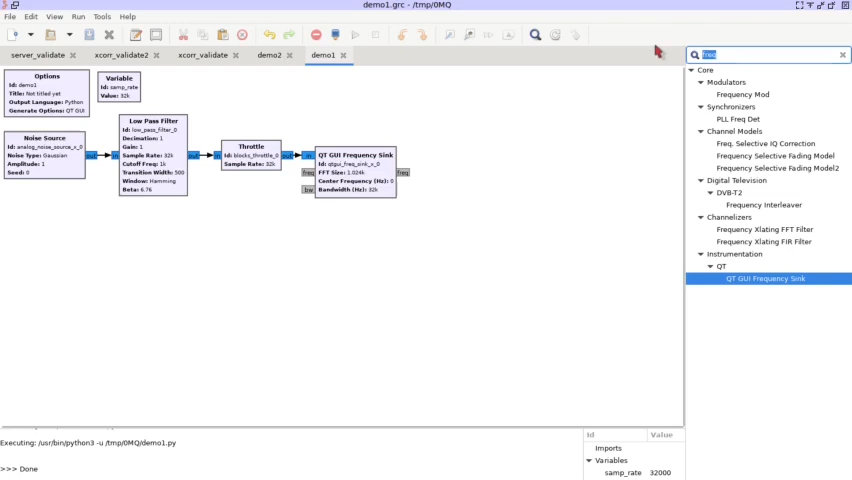 demo1.grc - /tmp/0MQ
File Edit View Run Tools Help
server_validate xcorr_validate2 xcorr_validate demo2 demo1
Options
Id: demo1
Title: Not titled yet
Output Language: Python
Generate Options: QT GUI
Variable
Id: samp_rate
Value: 32k
Noise Source
Id: analog_noise_source_x_0
Noise Type: Gaussian
Amplitude: 1
Seed: 0
out
Low Pass Filter
Id: low_pass_filter_0
Decimation: 1
Gain: 1
Sample Rate: 32k
Cutoff Freq: 1k
Transition Width: 500
Window: Hamming
Beta: 6.76
in
out
Throttle
Id: blocks_throttle_0
Sample Rate: 32k
in
out
QT GUI Frequency Sink
Id: qtgui_freq_sink_x_0
FFT Size: 1.024k
Center Frequency (Hz): 0
Bandwidth (Hz): 32k
in
freq
bw
freq
freq
Core
Modulators
Frequency Mod
Synchronizers
PLL Freq Det
Channel Models
Freq. Selective IQ Correction
Frequency Selective Fading Model
Frequency Selective Fading Model2
Digital Television
DVB-T2
Frequency Interleaver
Channelizers
Frequency Xlating FFT Filter
Frequency Xlating FIR Filter
Instrumentation
QT
QT GUI Frequency Sink
Executing: /usr/bin/python3 -u /tmp/0MQ/demo1.py
>>> Done
Id Value
Imports
Variables
samp_rate 32000